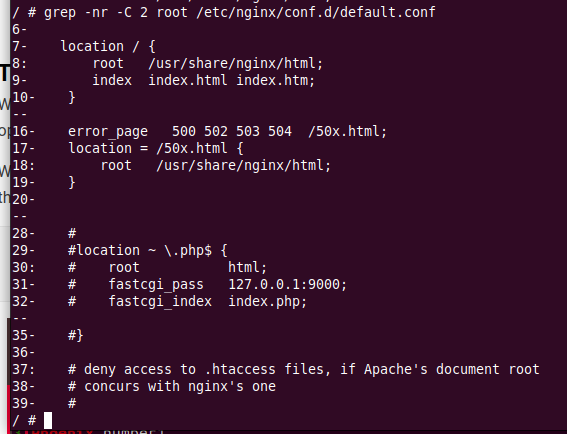 / # grep -nr -C 2 root /etc/nginx/conf.d/default.conf
6-
7-    location / {
8:        root   /usr/share/nginx/html;
9-        index  index.html index.htm;
10-    }
--
16-    error_page   500 502 503 504  /50x.html;
17-    location = /50x.html {
18:        root   /usr/share/nginx/html;
19-    }
20-
--
28-    #
29-    #location ~ \.php$ {
30:    #    root           html;
31-    #    fastcgi_pass   127.0.0.1:9000;
32-    #    fastcgi_index  index.php;
--
35-    #}
36-
37:    # deny access to .htaccess files, if Apache's document root
38-    # concurs with nginx's one
39-    #
/ #